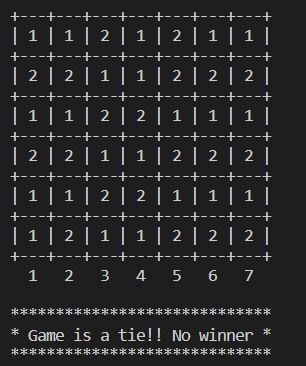 +---+---+---+---+---+---+---+
| 1 | 1 | 2 | 1 | 2 | 1 | 1 |
+---+---+---+---+---+---+---+
| 2 | 2 | 1 | 1 | 2 | 2 | 2 |
+---+---+---+---+---+---+---+
| 1 | 1 | 2 | 2 | 1 | 1 | 1 |
+---+---+---+---+---+---+---+
| 2 | 2 | 1 | 1 | 2 | 2 | 2 |
+---+---+---+---+---+---+---+
| 1 | 1 | 2 | 2 | 1 | 1 | 1 |
+---+---+---+---+---+---+---+
| 1 | 2 | 1 | 1 | 2 | 2 | 2 |
+---+---+---+---+---+---+---+
  1   2   3   4   5   6   7
*****************************
* Game is a tie!! No winner *
*****************************